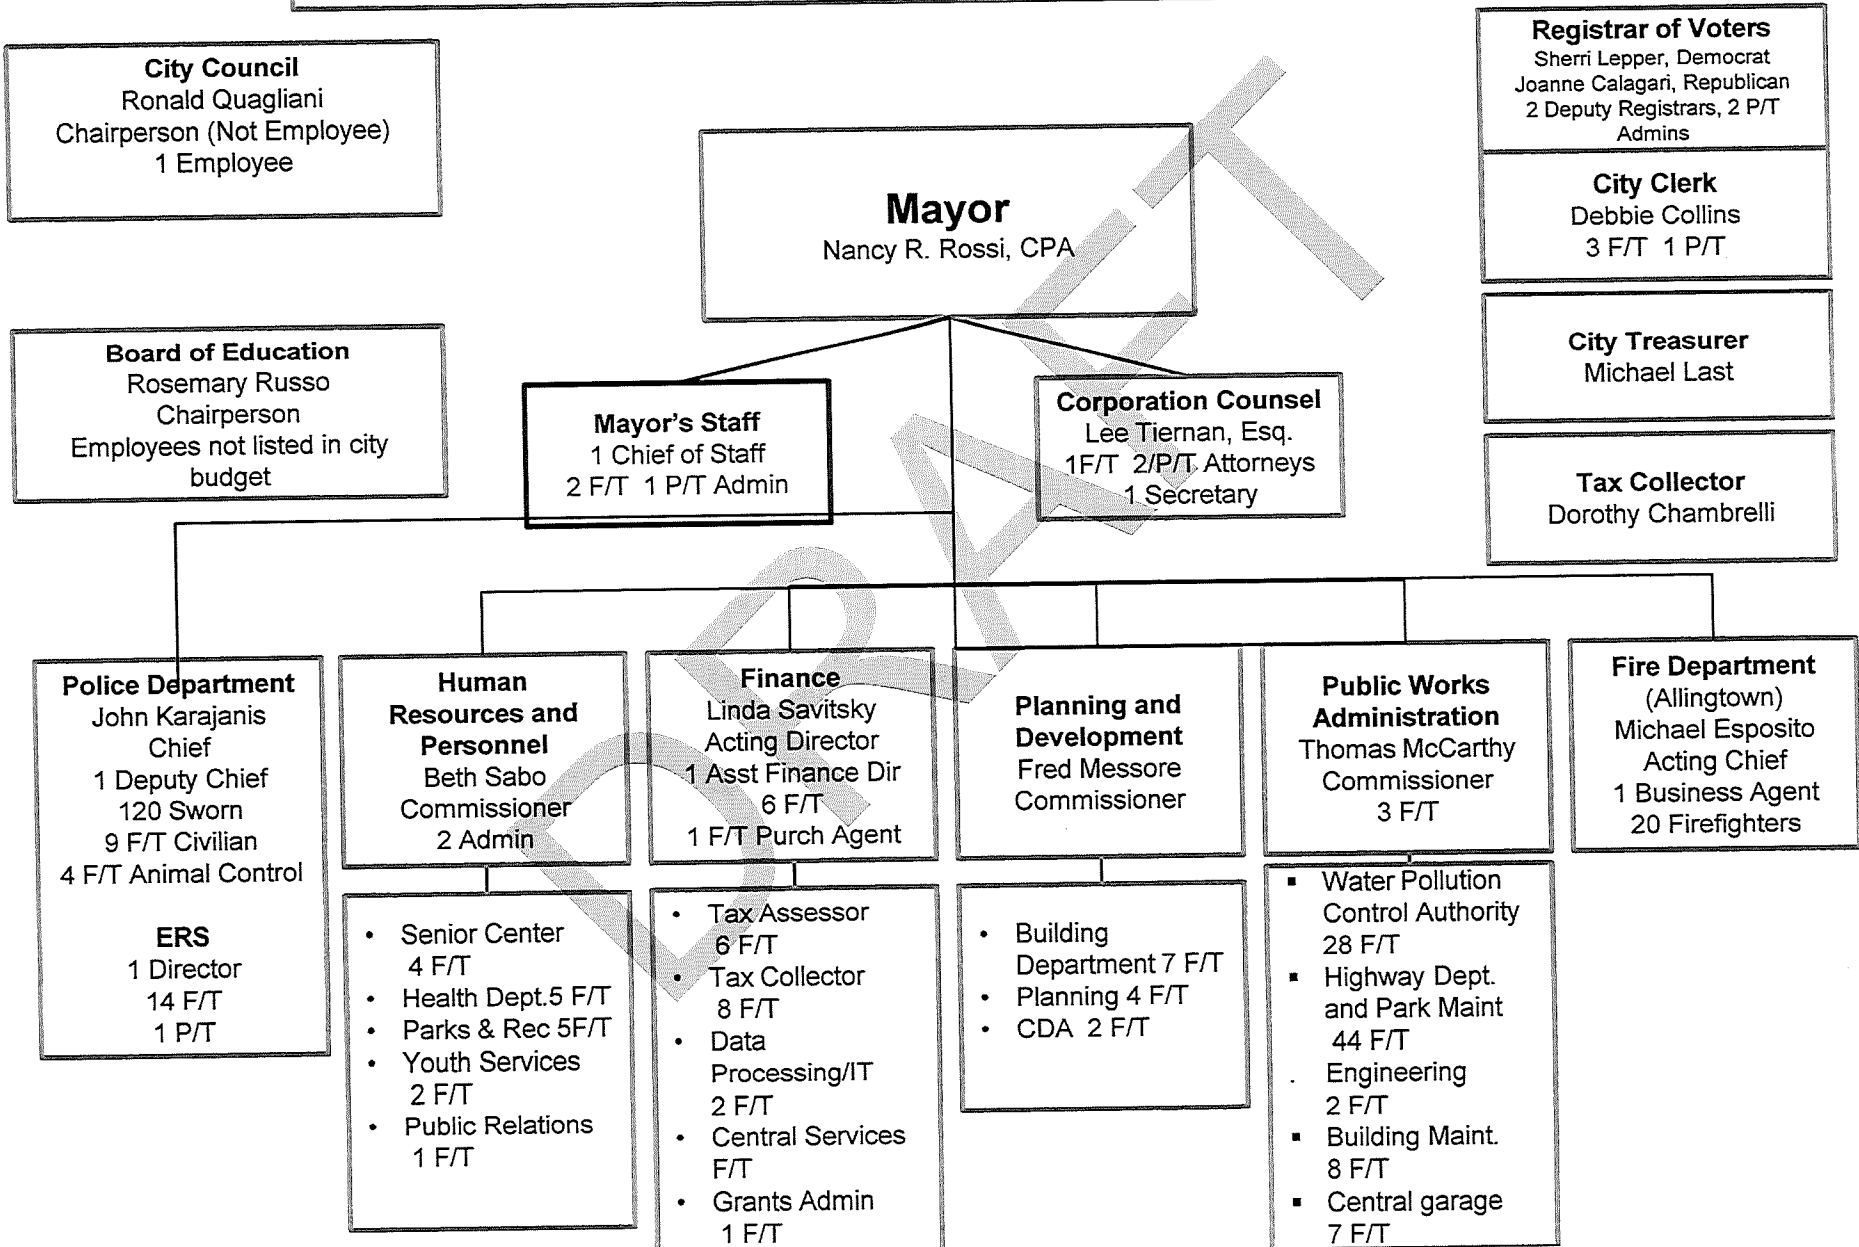 City Council
Ronald Quagliani
Chairperson (Not Employee)
1 Employee
Registrar of Voters
Sherri Lepper, Democrat
Joanne Calagari, Republican
2 Deputy Registrars, 2 P/T
Admins
City Clerk
Debbie Collins
3 F/T 1 P/T
Mayor
Nancy R. Rossi, CPA
City Treasurer
Michael Last
Tax Collector
Dorothy Chambrelli
Board of Education
Rosemary Russo
Chairperson
Employees not listed in city
budget
Mayor's Staff
1 Chief of Staff
2 F/T 1 P/T Admin
Corporation Counsel
Lee Tiernan, Esq.
1F/T 2/P/T Attorneys
1 Secretary
Police Department
John Karajanis
Chief
1 Deputy Chief
120 Sworn
9 F/T Civilian
4 F/T Animal Control
ERS
1 Director
14 F/T
1 P/T
Human
Resources and
Personnel
Beth Sabo
Commissioner
2 Admin
• Senior Center
4 F/T
• Health Dept.5 F/T
• Parks & Rec 5F/T
• Youth Services
2 F/T
• Public Relations
1 F/T
Finance
Linda Savitsky
Acting Director
1 Asst Finance Dir
6 F/T
1 F/T Purch Agent
• Tax Assessor
6 F/T
• Tax Collector
8 F/T
• Data
Processing/IT
2 F/T
• Central Services
F/T
• Grants Admin
1 F/T
Planning and
Development
Fred Messore
Commissioner
• Building
Department 7 F/T
• Planning 4 F/T
• CDA 2 F/T
Public Works
Administration
Thomas McCarthy
Commissioner
3 F/T
▪ Water Pollution
Control Authority
28 F/T
▪ Highway Dept.
and Park Maint
44 F/T
. Engineering
2 F/T
▪ Building Maint.
8 F/T
▪ Central garage
7 F/T
Fire Department
(Allingtown)
Michael Esposito
Acting Chief
1 Business Agent
20 Firefighters
DRAFT